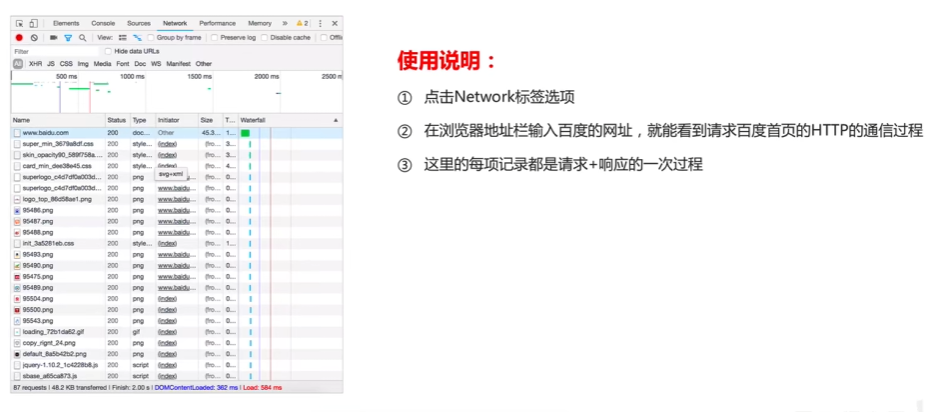 Elements Console Sources Network Performance Memory » 2
View: Group by frame Preserve log Disable cache Offli
Filter Hide data URLs
All XHR JS CSS Img Media Font Doc WS Manifest Other
500 ms 1000 ms 1500 ms 2000 ms 2500 m
Name Status Type Initiator Size T... Waterfall
www.baidu.com 200 doc... Other 45.3... 1...
super_min_3679a8df.css 200 style... (index) (fro... 3...
skin_opacity90_589f758a.... 200 style... (index) (fro... 3...
card_min_dee38e45.css 200 style... (index) (fro... 4...
svg+xml
superlogo_c4d7df0a003d... 200 png (fro... 0...
superlogo_c4d7df0a003d... 200 png www.baidu... (fro... 0...
logo_top_86d58ae1.png 200 png www.baidu... (fro... 0...
95486.png 200 png www.baidu... (fro... 0...
95487.png 200 png www.baidu... (fro... 0...
95488.png 200 png www.baidu... (fro... 0...
init_3a5281eb.css 200 style... (index) (fro... 1...
95493.png 200 png www.baidu... (fro... 0...
95490.png 200 png www.baidu... (fro... 0...
95475.png 200 png www.baidu... (fro... 0...
95489.png 200 png www.baidu... (fro... 0...
95504.png 200 png (index) (fro... 0...
95500.png 200 png (index) (fro... 0...
95543.png 200 png (index) (fro... 0...
loading_72b1da62.gif 200 gif (index) (fro... 0...
copy_rignt_24.png 200 png (index) (fro... 0...
default_8a5b42b2.png 200 png (index) (fro... 0...
jquery-1.10.2_1c4228b8.js 200 script (index) (fro... 0...
sbase_a65ca873.js 200 script (index) (fro... 0...
87 requests | 48.2 KB transferred | Finish: 2.00 s | DOMContentLoaded: 362 ms | Load: 584 ms
使用说明：
① 点击Network标签选项
② 在浏览器地址栏输入百度的网址，就能看到请求百度首页的HTTP的通信过程
③ 这里的每项记录都是请求+响应的一次过程